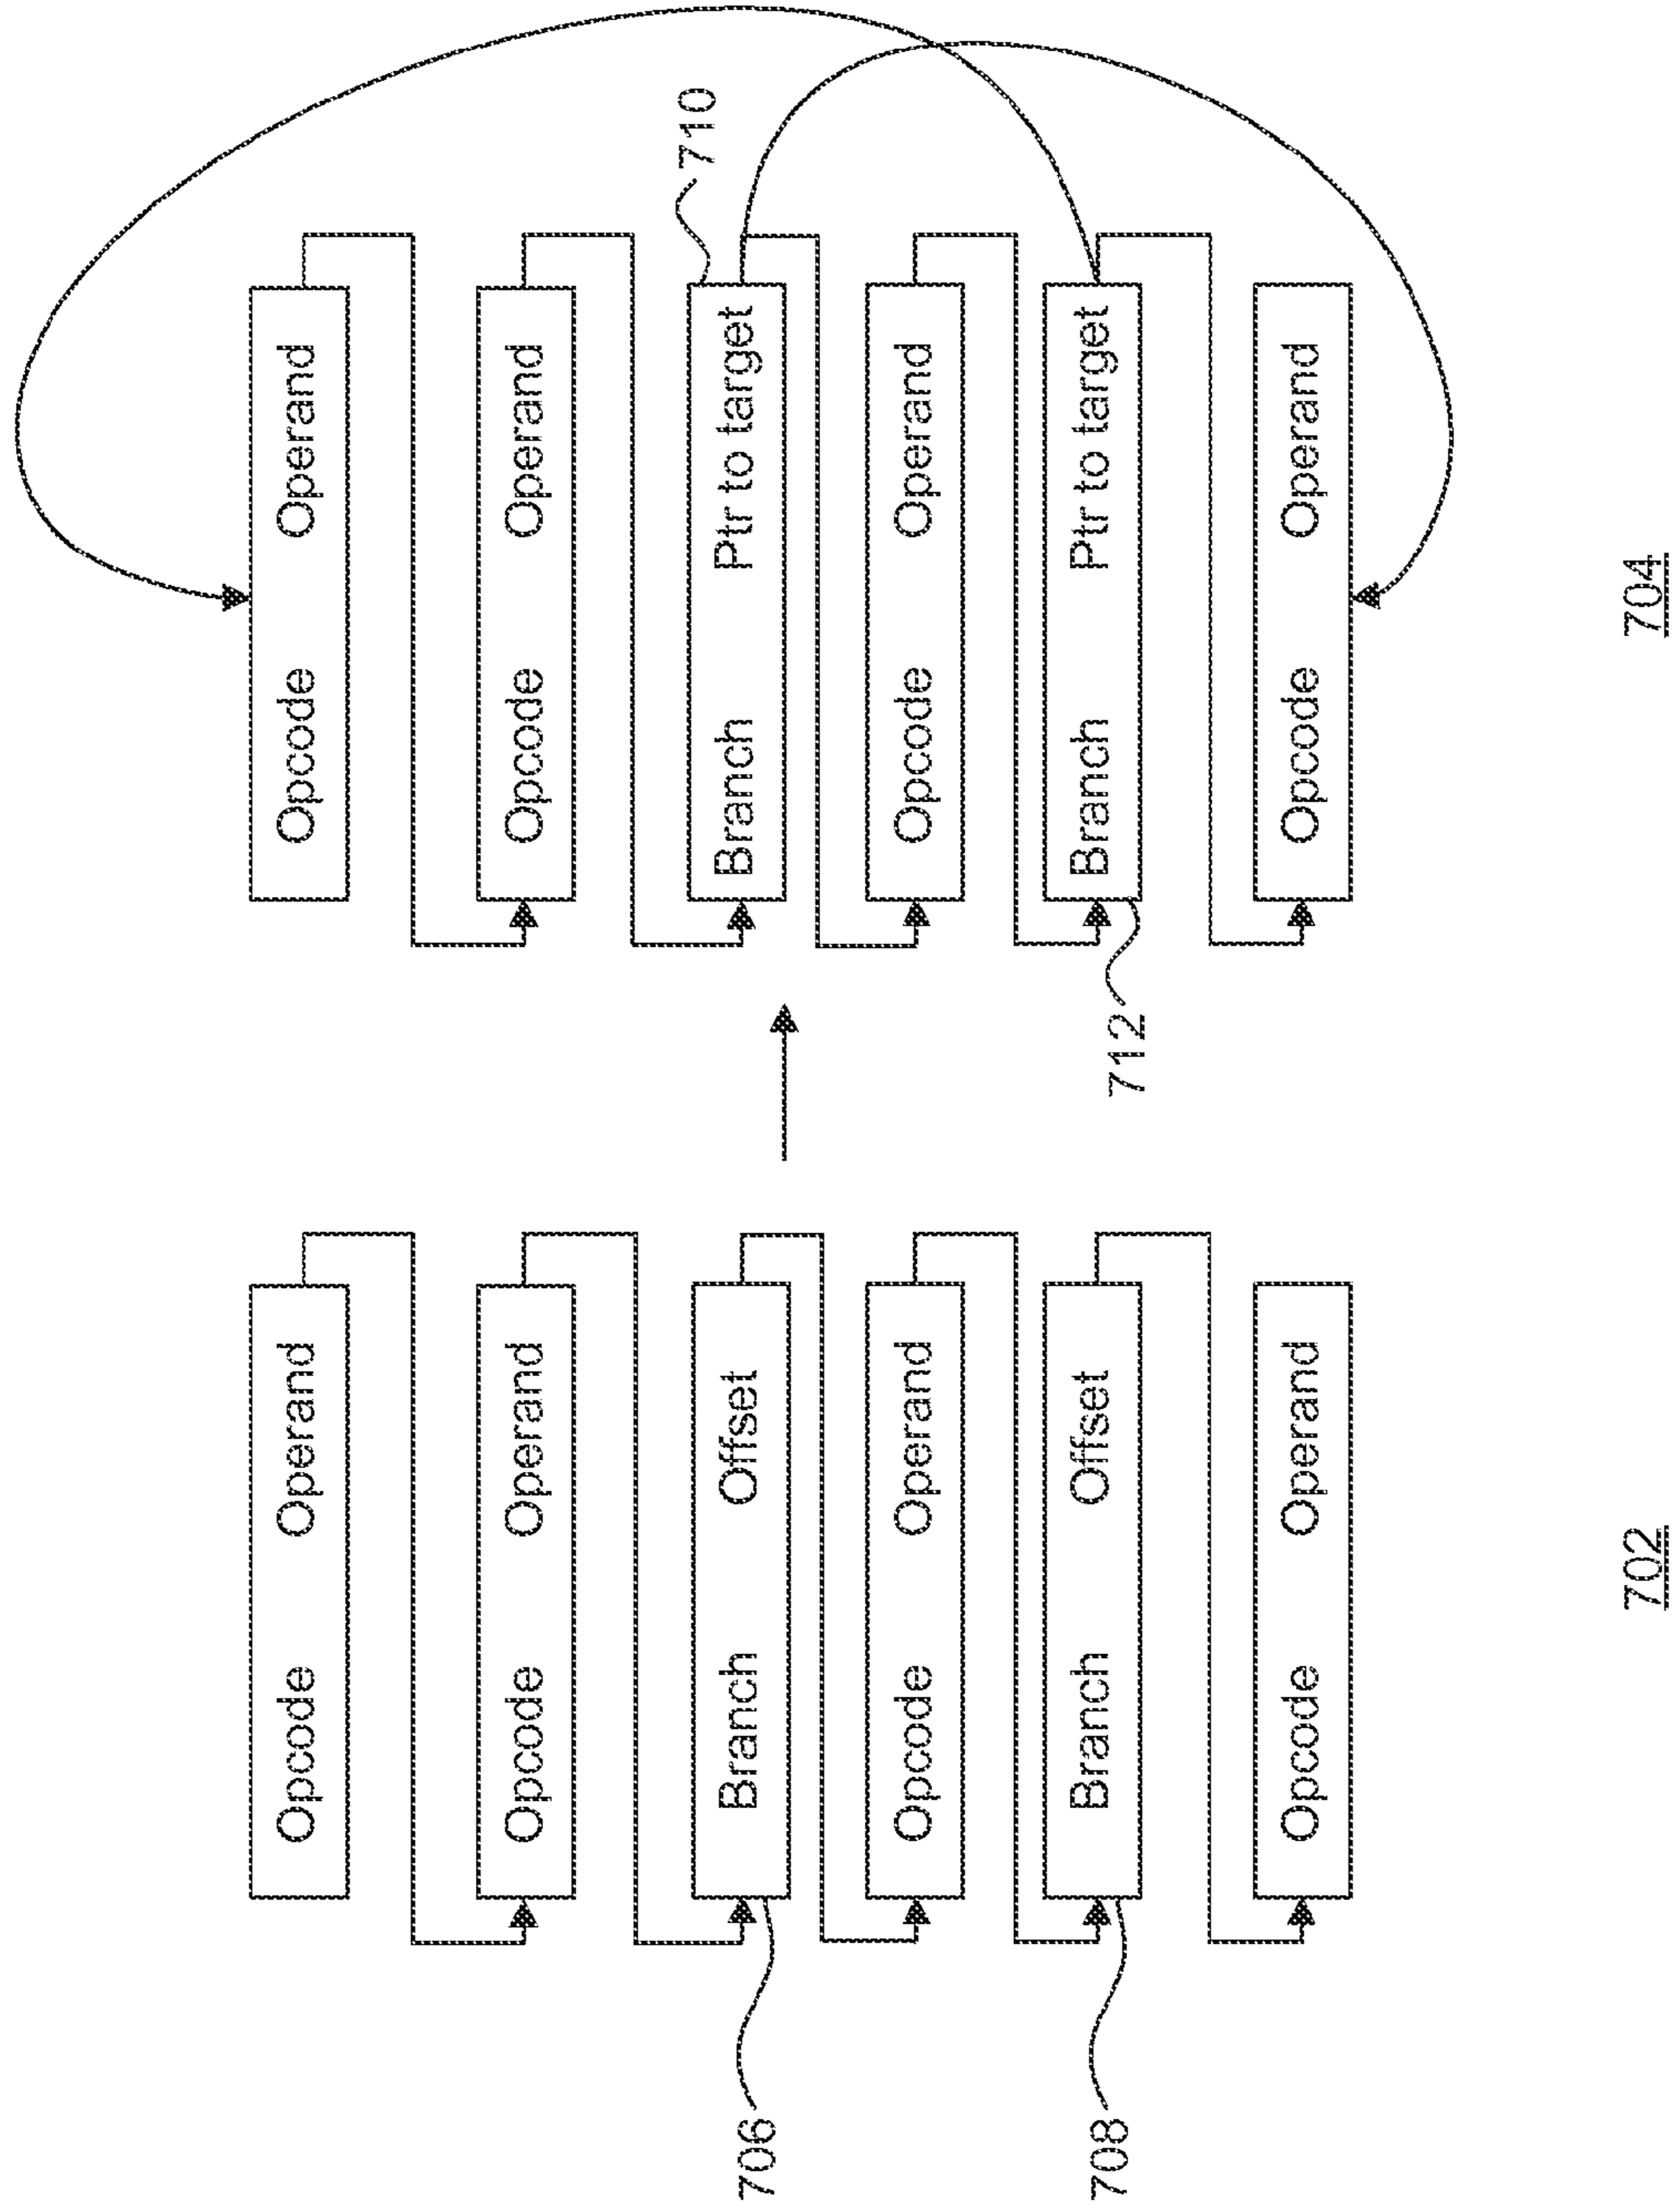 Opcode Operand
Opcode Operand
706
Branch Offset
Opcode Operand
708
Branch Offset
Opcode Operand
702
Opcode Operand
Opcode Operand
710
Branch Ptr to target
Opcode Operand
712
Branch Ptr to target
Opcode Operand
704